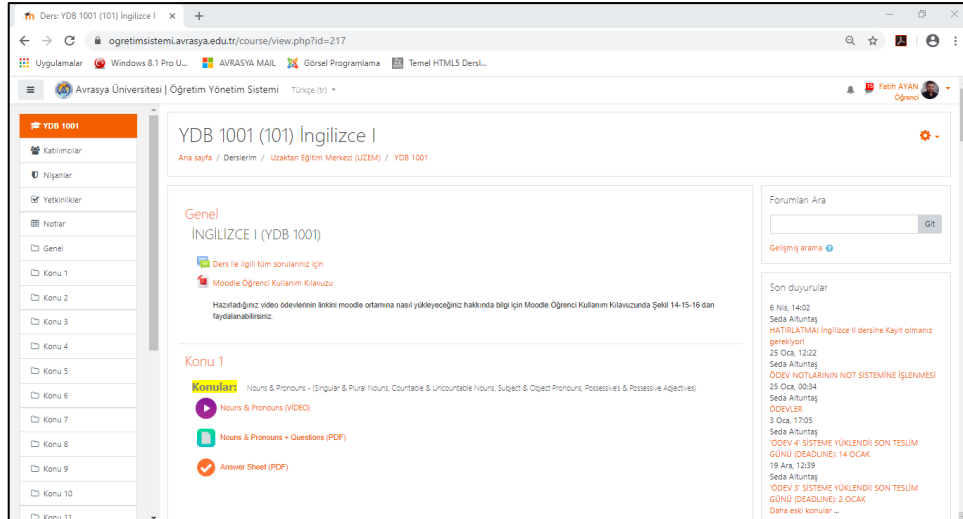 Ders: YDB 1001 (101) İngilizce I
ogretimsistemi.avrasya.edu.tr/course/view.php?id=217
Uygulamalar
Windows 8.1 Pro U...
AVRASYA MAIL
Görsel Programlama
Temel HTML5 Dersl...
Avrasya Üniversitesi | Öğretim Yönetim Sistemi
Türkçe (tr)
15
Fatih AYAN
Öğrenci
YDB 1001
Katılımcılar
Nişanlar
Yetkinlikler
Notlar
Genel
Konu 1
Konu 2
Konu 3
Konu 4
Konu 5
Konu 6
Konu 7
Konu 8
Konu 9
Konu 10
Konu 11
YDB 1001 (101) İngilizce I
Ana sayfa / Derslerim / Uzaktan Eğitim Merkezi (UZEM) / YDB 1001
Genel
İNGİLİZCE I (YDB 1001)
Ders ile ilgili tüm sorularınız için
Moodle Öğrenci Kullanım Kılavuzu
Hazırladığınız video ödevlerinin linkini moodle ortamına nasıl yükleyeceğiniz hakkında bilgi için Moodle Öğrenci Kullanım Kılavuzunda Şekil 14-15-16 dan
faydalanabilirsiniz.
Konu 1
Konular: Nouns & Pronouns - (Singular & Plural Nouns, Countable & Uncountable Nouns, Subject & Object Pronouns, Possessives & Possessive Adjectives)
Nouns & Pronouns (VİDEO)
Nouns & Pronouns + Questions (PDF)
Answer Sheet (PDF)
Forumları Ara
Git
Gelişmiş arama
Son duyurular
6 Nis, 14:02
Seda Altuntaş
HATIRLATMA! İngilizce II dersine Kayıt olmanız
gerekiyor!
25 Oca, 12:22
Seda Altuntaş
ÖDEV NOTLARININ NOT SİSTEMİNE İŞLENMESİ
25 Oca, 00:34
Seda Altuntaş
ÖDEVLER
3 Oca, 17:05
Seda Altuntaş
'ÖDEV 4' SİSTEME YÜKLENDİ! SON TESLİM
GÜNÜ (DEADLINE): 14 OCAK
19 Ara, 12:39
Seda Altuntaş
'ÖDEV 3' SİSTEME YÜKLENDİ! SON TESLİM
GÜNÜ (DEADLINE): 2 OCAK
Daha eski konular ...